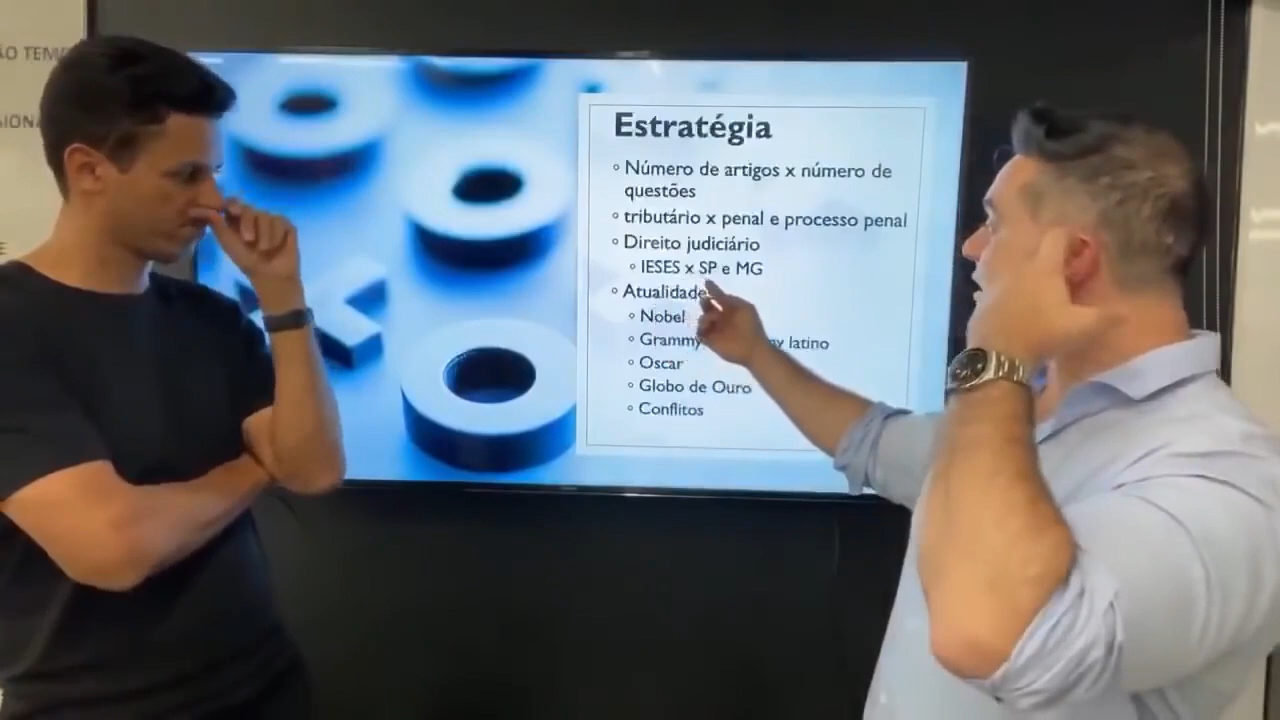 Estratégia
Número de artigos x número de
questões
tributário x penal e processo penal
Direito judiciário
IESES x SP e MG
Atualidade
Nobel
Grammy
latino
Oscar
Globo de Ouro
Conflitos